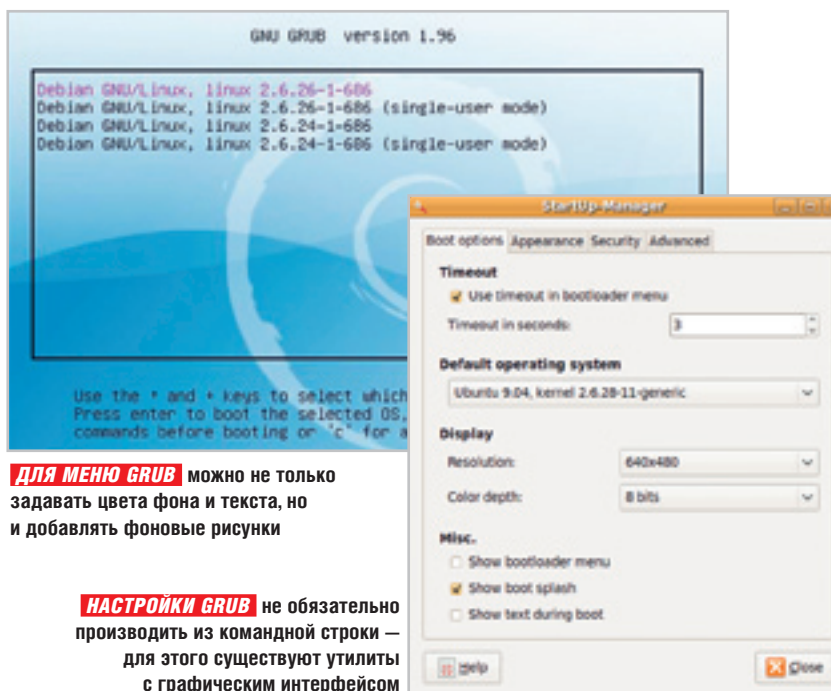 GNU GRUB version 1.96
Debian GNU/Linux, linux 2.6.26-1-686
Debian GNU/Linux, linux 2.6.26-1-686 (single-user mode)
Debian GNU/Linux, linux 2.6.24-1-686
Debian GNU/Linux, linux 2.6.24-1-686 (single-user mode)
Use the ↑ and ↓ keys to select which
Press enter to boot the selected OS,
commands before booting or 'c' for a
StartUp-Manager
Boot options Appearance Security Advanced
Timeout
Use timeout in bootloader menu
Timeout in seconds: 3
Default operating system
Ubuntu 9.04, kernel 2.6.28-11-generic
Display
Resolution: 640x480
Color depth: 8 bits
Misc.
Show bootloader menu
Show boot splash
Show text during boot
Help Close
ДЛЯ МЕНЮ GRUB можно не только
задавать цвета фона и текста, но
и добавлять фоновые рисунки
НАСТРОЙКИ GRUB не обязательно
производить из командной строки —
для этого существуют утилиты
с графическим интерфейсом